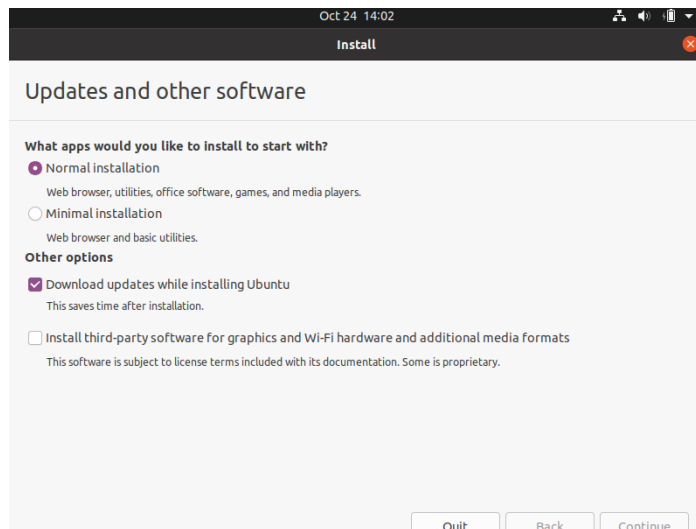 Oct 24 14:02
Install
Updates and other software
What apps would you like to install to start with?
Normal installation
Web browser, utilities, office software, games, and media players.
Minimal installation
Web browser and basic utilities.
Other options
Download updates while installing Ubuntu
This saves time after installation.
Install third-party software for graphics and Wi-Fi hardware and additional media formats
This software is subject to license terms included with its documentation. Some is proprietary.
Quit Back Continue